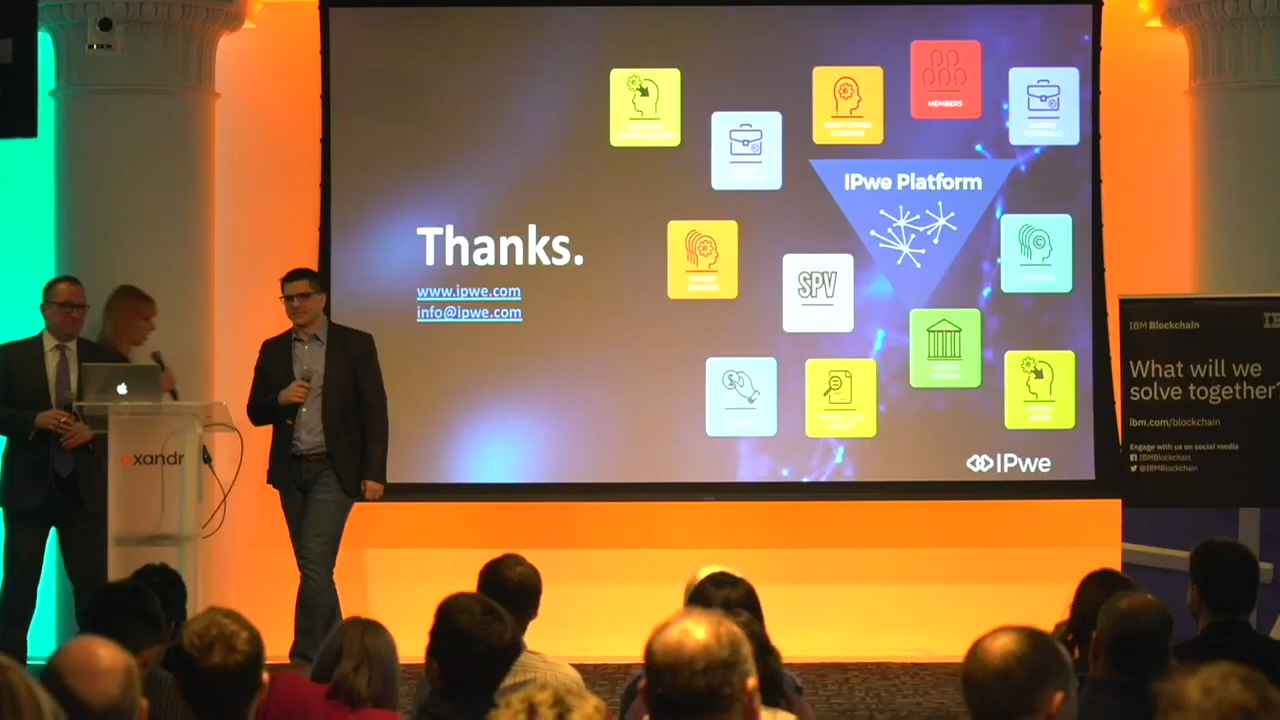 MEMBERS
IPwe Platform
Thanks.
www.ipwe.com
info@ipwe.com
SPV
IPwe
xandr
IBM Blockchain
IB
What will we
solve together?
ibm.com/blockchain
Engage with us on social media
IBMBlockchain
@IBMBlockchain